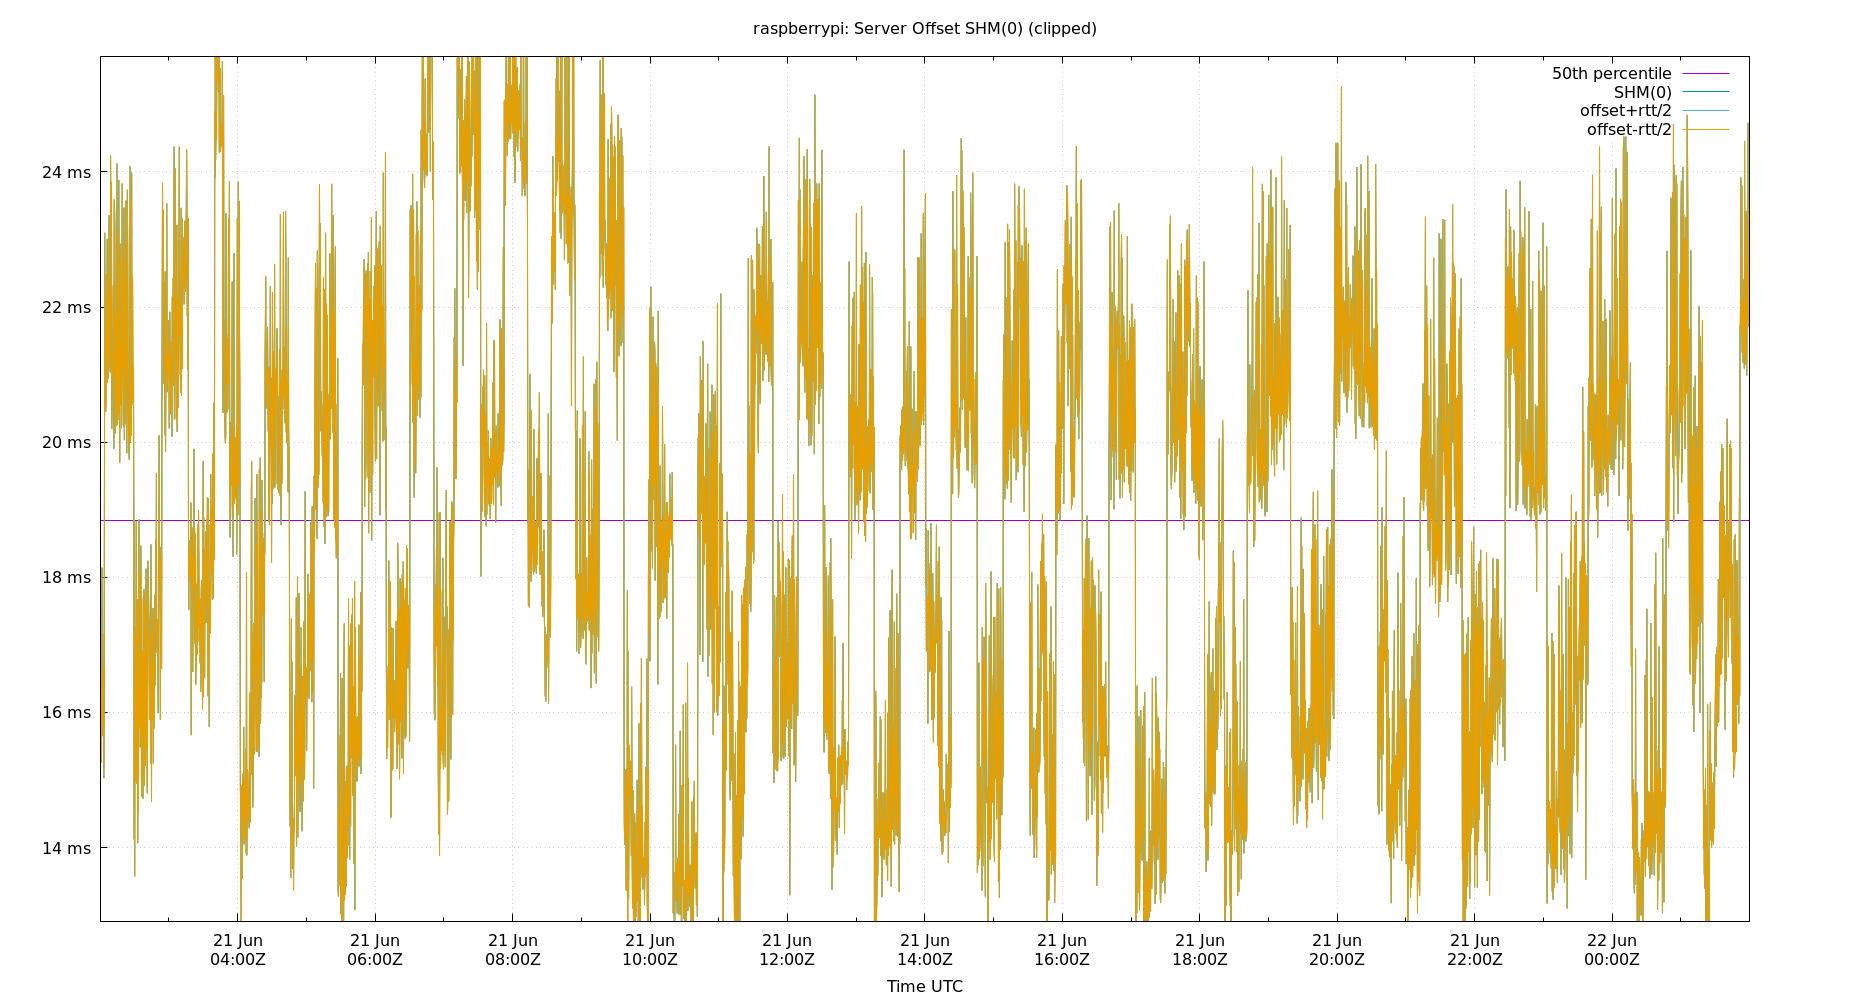 raspberrypi: Server Offset SHM(0) (clipped)
50th percentile
SHM(0)
offset+rtt/2
offset-rtt/2
24 ms
22 ms
20 ms
18 ms
16 ms
14 ms
21 Jun 21 Jun 21 Jun 21 Jun 21 Jun 21 Jun 21 Jun 21 Jun 21 Jun 21 Jun 22 Jun
04:00Z 06:00Z 08:00Z 10:00Z 12:00Z 14:00Z 16:00Z 18:00Z 20:00Z 22:00Z 00:00Z
Time UTC